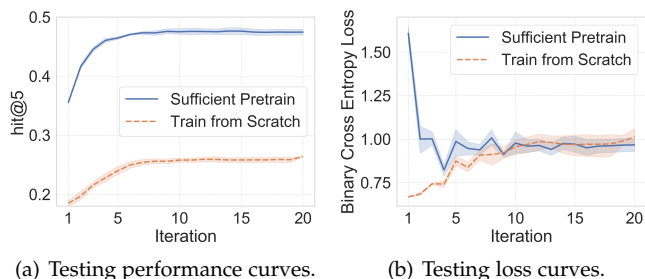 0.5
0.4
0.3
0.2
hit@5
Sufficient Pretrain
Train from Scratch
1 5 10 15 20
Iteration
(a) Testing performance curves.
1.50
1.25
1.00
0.75
Binary Cross Entropy Loss
Sufficient Pretrain
Train from Scratch
1 5 10 15 20
Iteration
(b) Testing loss curves.